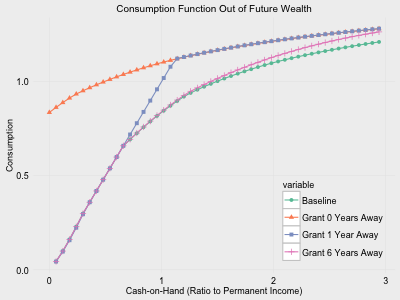 Consumption Function Out of Future Wealth
Consumption
1.0
0.5
0.0
variable
Baseline
Grant 0 Years Away
Grant 1 Year Away
Grant 6 Years Away
0 1 2 3
Cash-on-Hand (Ratio to Permanent Income)